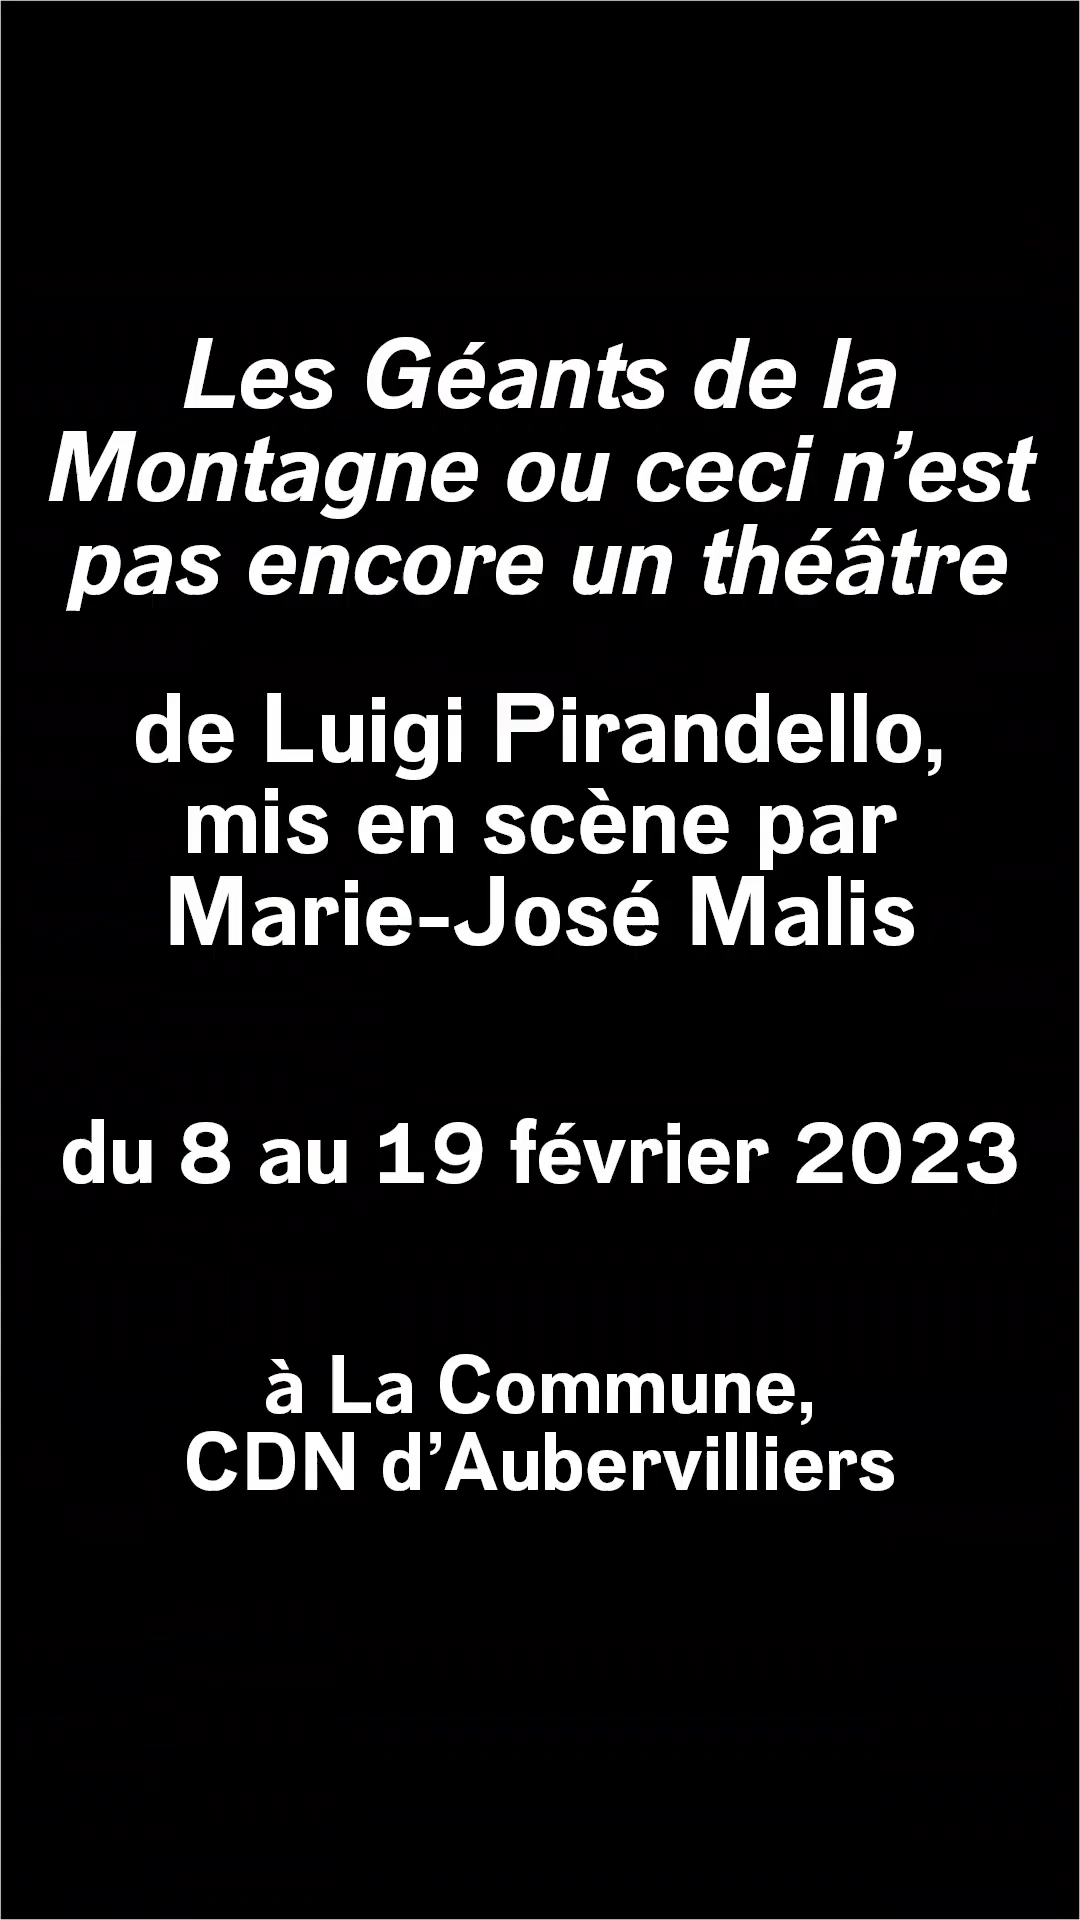 Les Géants de la
Montagne ou ceci n’est
pas encore un théâtre
de Luigi Pirandello,
mis en scène par
Marie-José Malis
du 8 au 19 février 2023
à La Commune,
CDN d’Aubervilliers